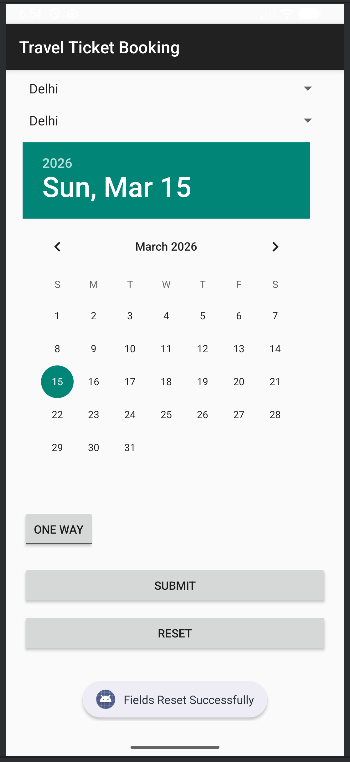 Travel Ticket Booking
Delhi
Delhi
2026
Sun, Mar 15
March 2026
S M T W T F S
1 2 3 4 5 6 7
8 9 10 11 12 13 14
15 16 17 18 19 20 21
22 23 24 25 26 27 28
29 30 31
ONE WAY
SUBMIT
RESET
Fields Reset Successfully